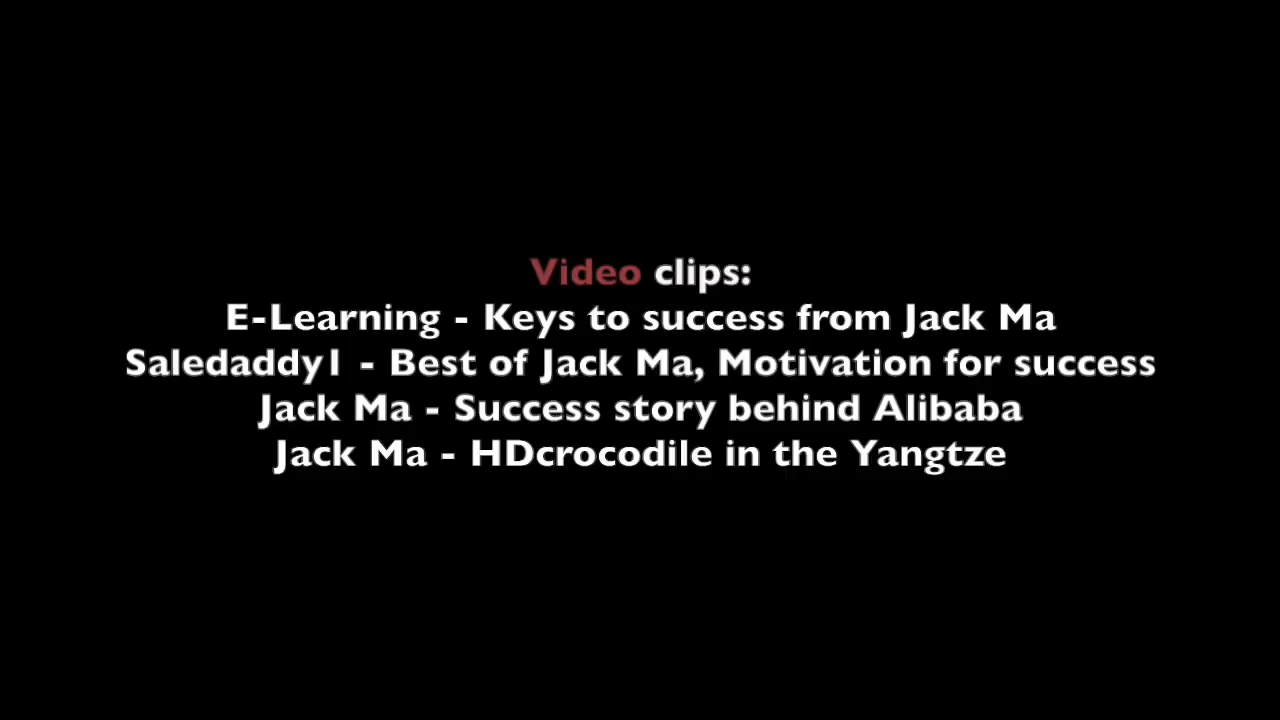 Video clips:
E-Learning - Keys to success from Jack Ma
Saledaddy1 - Best of Jack Ma, Motivation for success
Jack Ma - Success story behind Alibaba
Jack Ma - HDcrocodile in the Yangtze